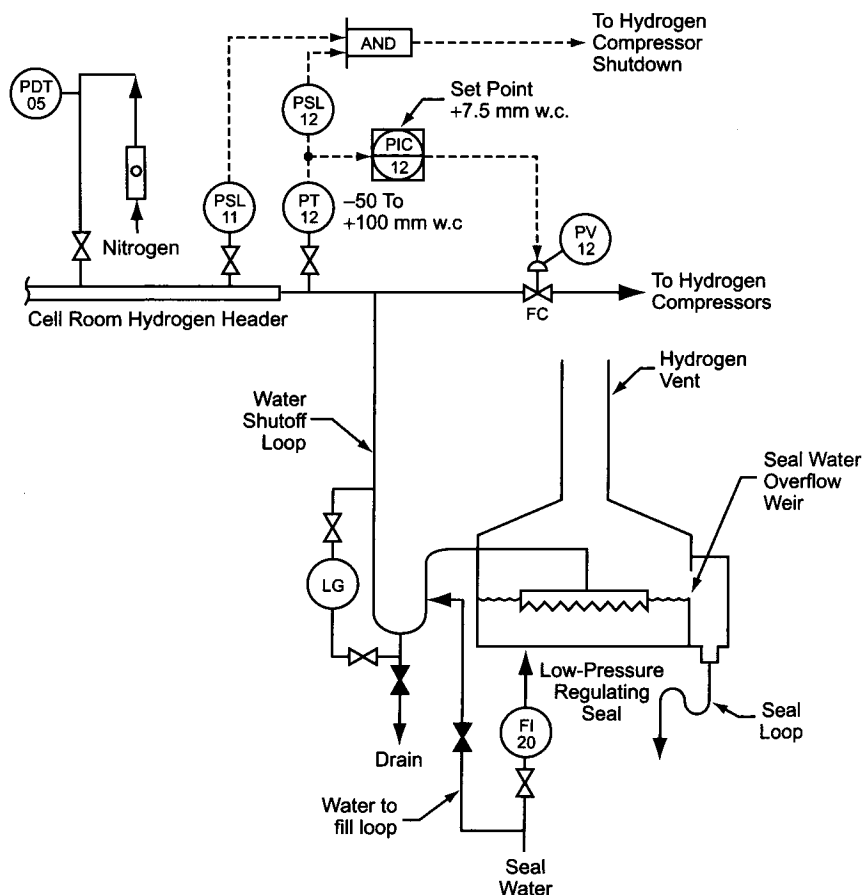 To Hydrogen
Compressor
Shutdown
AND
PDT
05
PSL
12
Set Point
+7.5 mm w.c.
PIC
12
PSL
11
PT
12
–50 To
+100 mm w.c
PV
12
Nitrogen
To Hydrogen
Compressors
FC
Cell Room Hydrogen Header
Hydrogen
Vent
Water
Shutoff
Loop
Seal Water
Overflow
Weir
LG
Low-Pressure
Regulating
Seal
FI
20
Seal
Loop
Drain
Water to
fill loop
Seal
Water